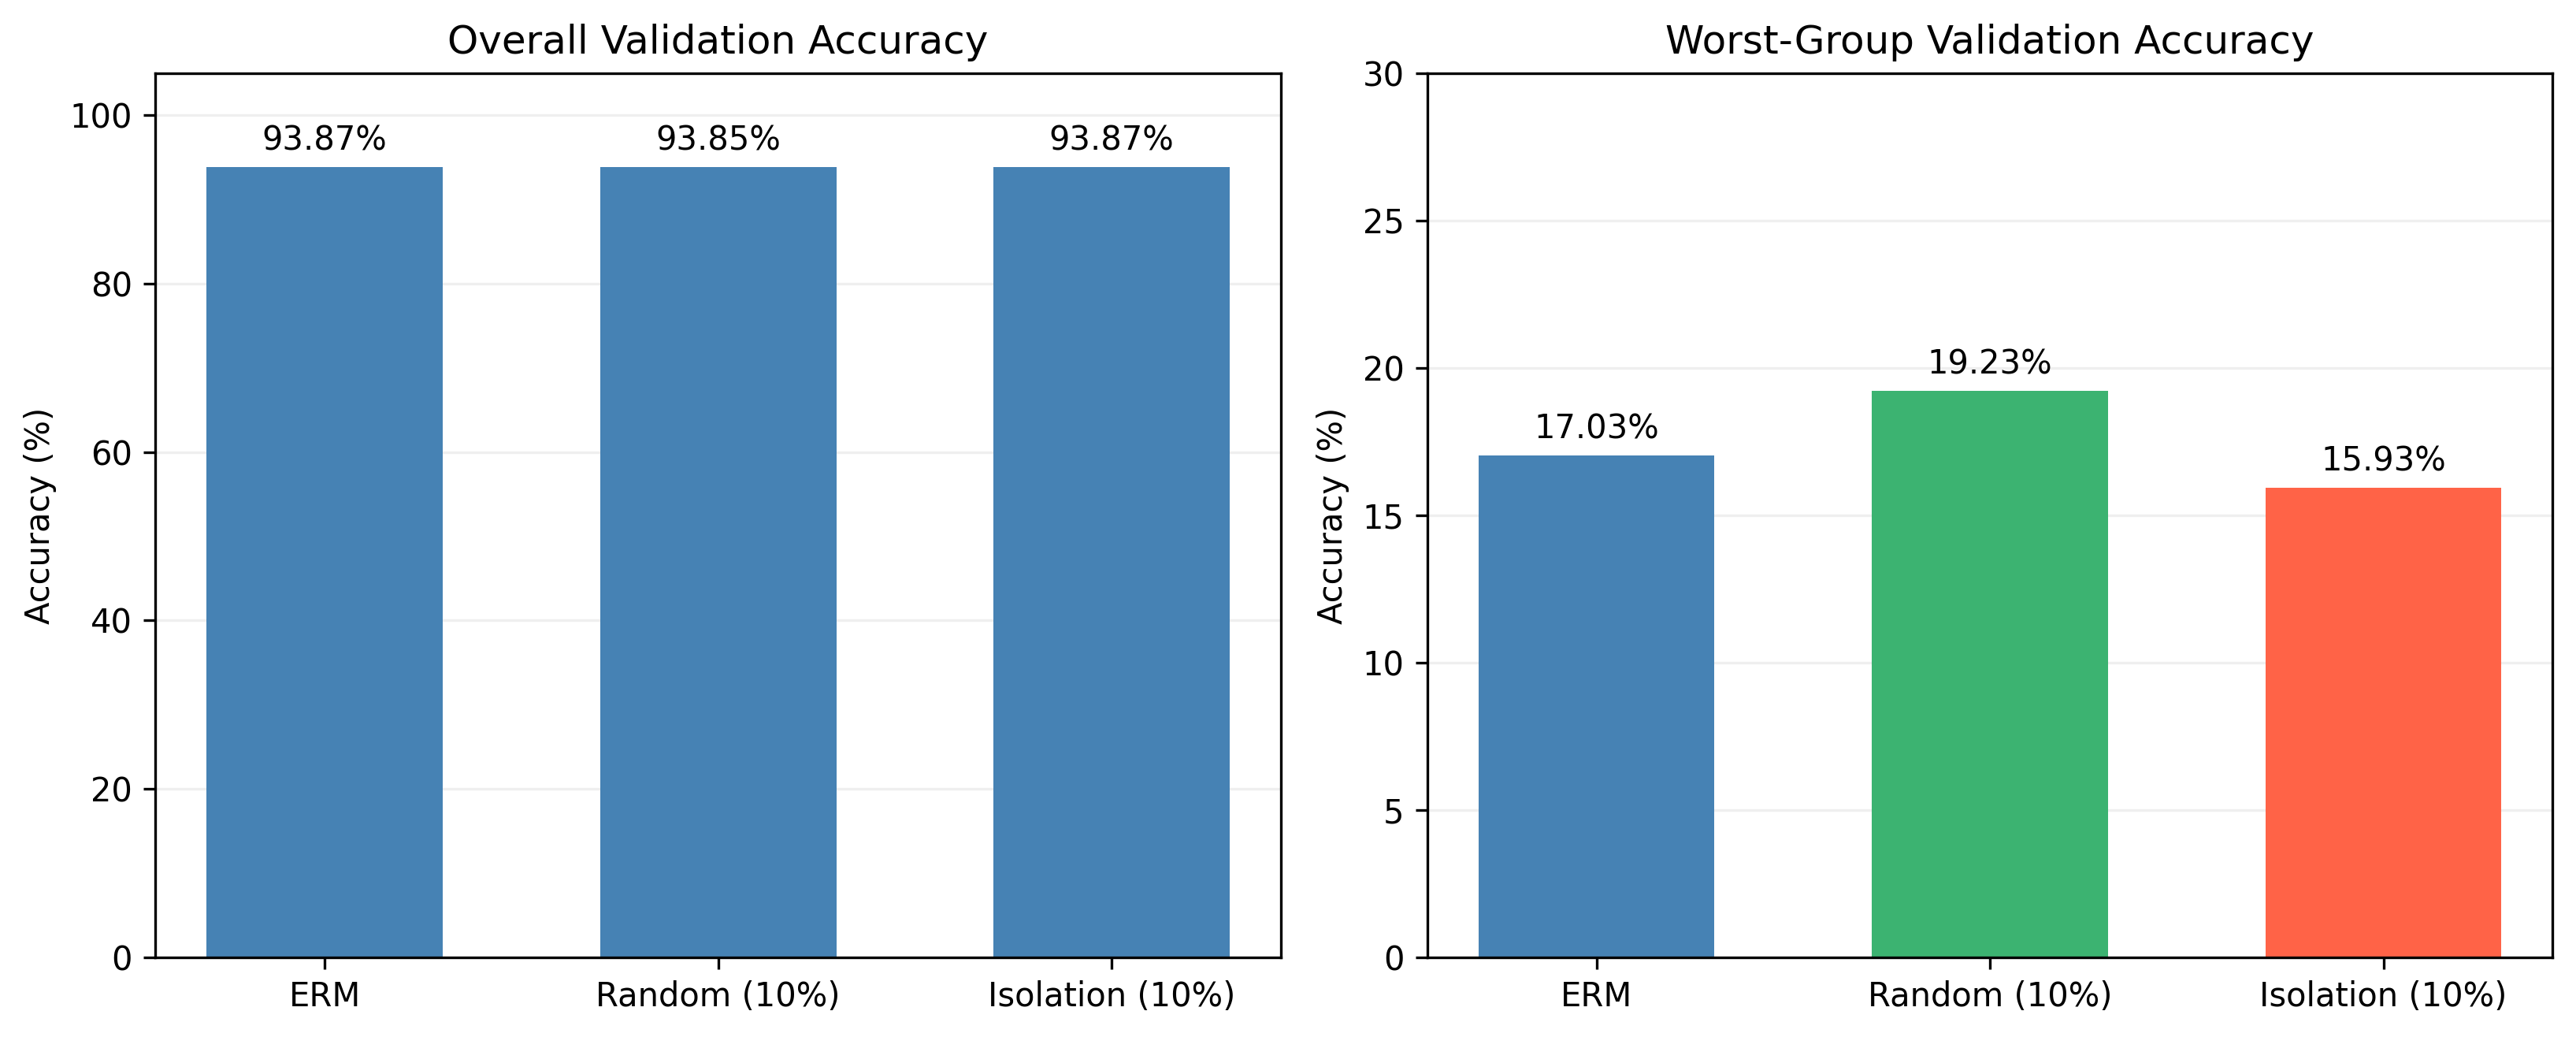 Overall Validation Accuracy
Accuracy (%)
100
80
60
40
20
0
93.87%
93.85%
93.87%
ERM
Random (10%)
Isolation (10%)
Worst-Group Validation Accuracy
Accuracy (%)
30
25
20
15
10
5
0
17.03%
19.23%
15.93%
ERM
Random (10%)
Isolation (10%)